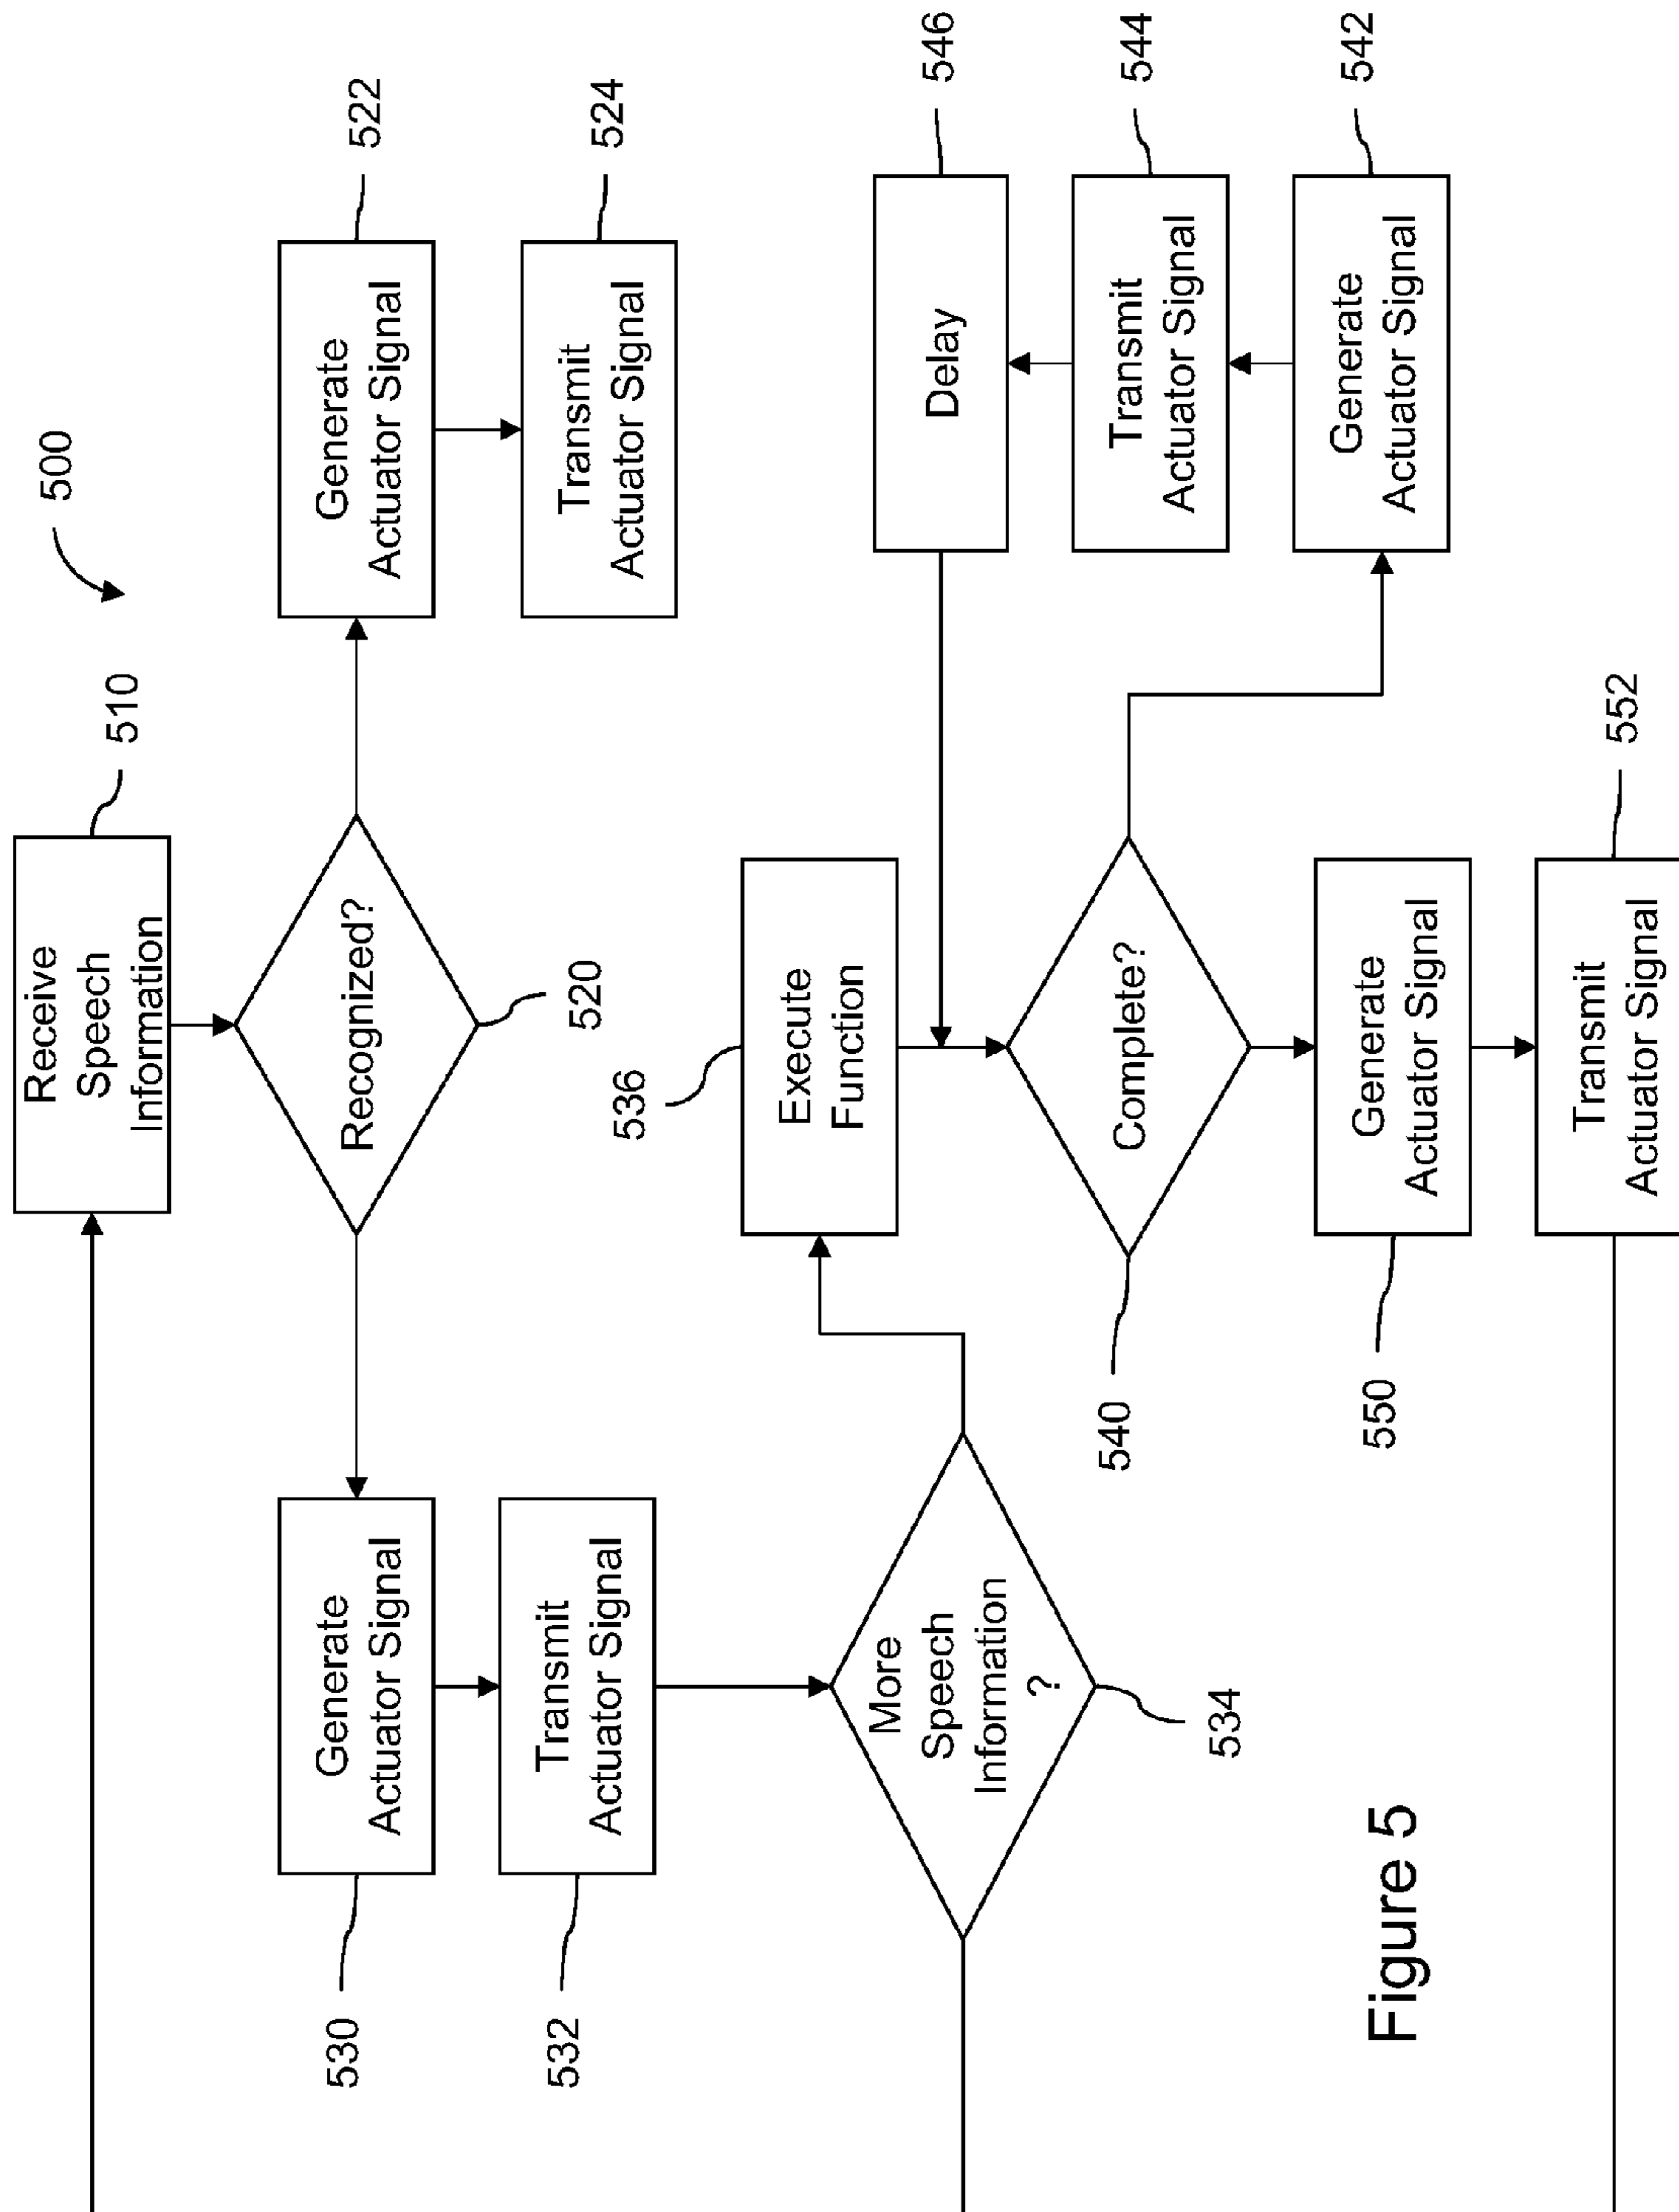 500
Receive
Speech
Information
510
Recognized?
520
Generate
Actuator Signal
522
Transmit
Actuator Signal
524
Generate
Actuator Signal
530
Transmit
Actuator Signal
532
More
Speech
Information
?
534
Execute
Function
536
Complete?
540
Delay
546
Transmit
Actuator Signal
544
Generate
Actuator Signal
542
Generate
Actuator Signal
550
Transmit
Actuator Signal
552
Figure 5